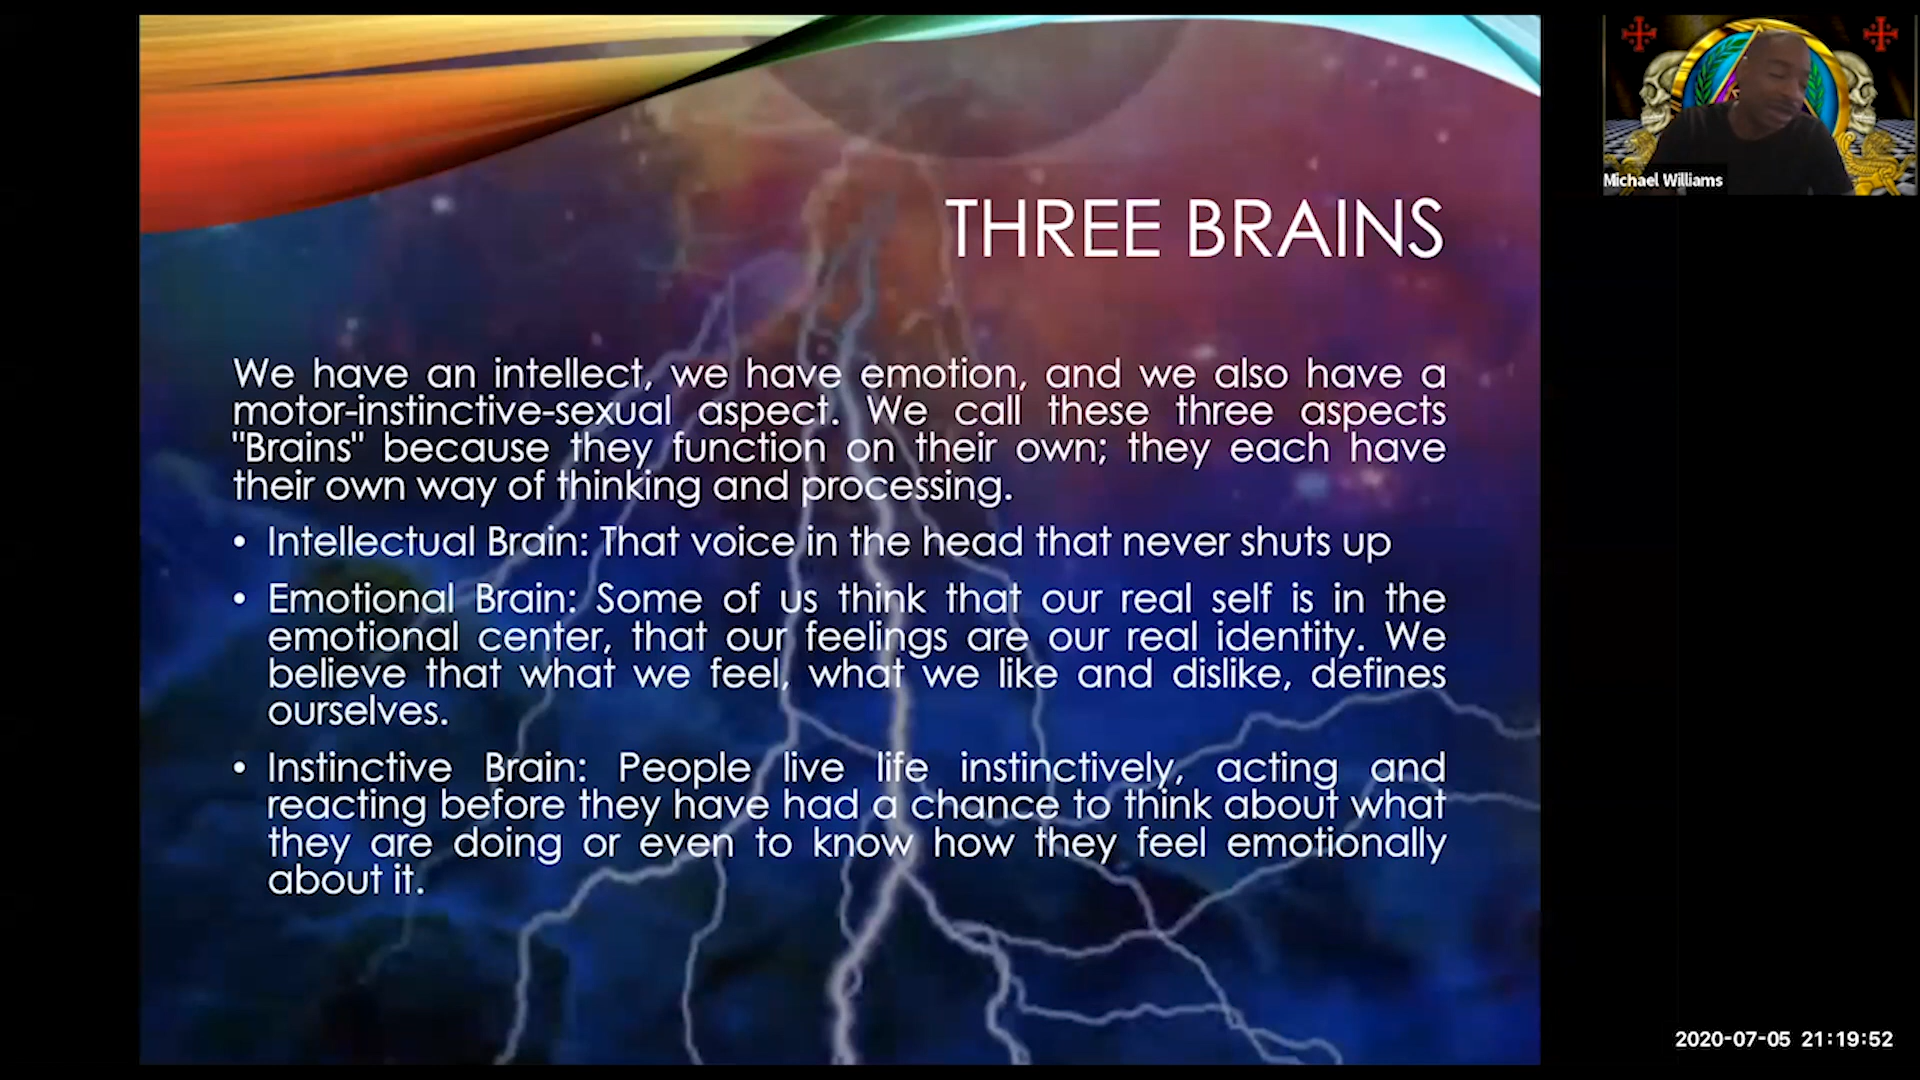 THREE BRAINS
We have an intellect, we have emotion, and we also have a
motor-instinctive-sexual aspect. We call these three aspects
"Brains" because they function on their own; they each have
their own way of thinking and processing.
• Intellectual Brain: That voice in the head that never shuts up
• Emotional Brain: Some of us think that our real self is in the
emotional center, that our feelings are our real identity. We
believe that what we feel, what we like and dislike, defines
ourselves.
• Instinctive Brain: People live life instinctively, acting and
reacting before they have had a chance to think about what
they are doing or even to know how they feel emotionally
about it.
Michael Williams
2020-07-05 21:19:52